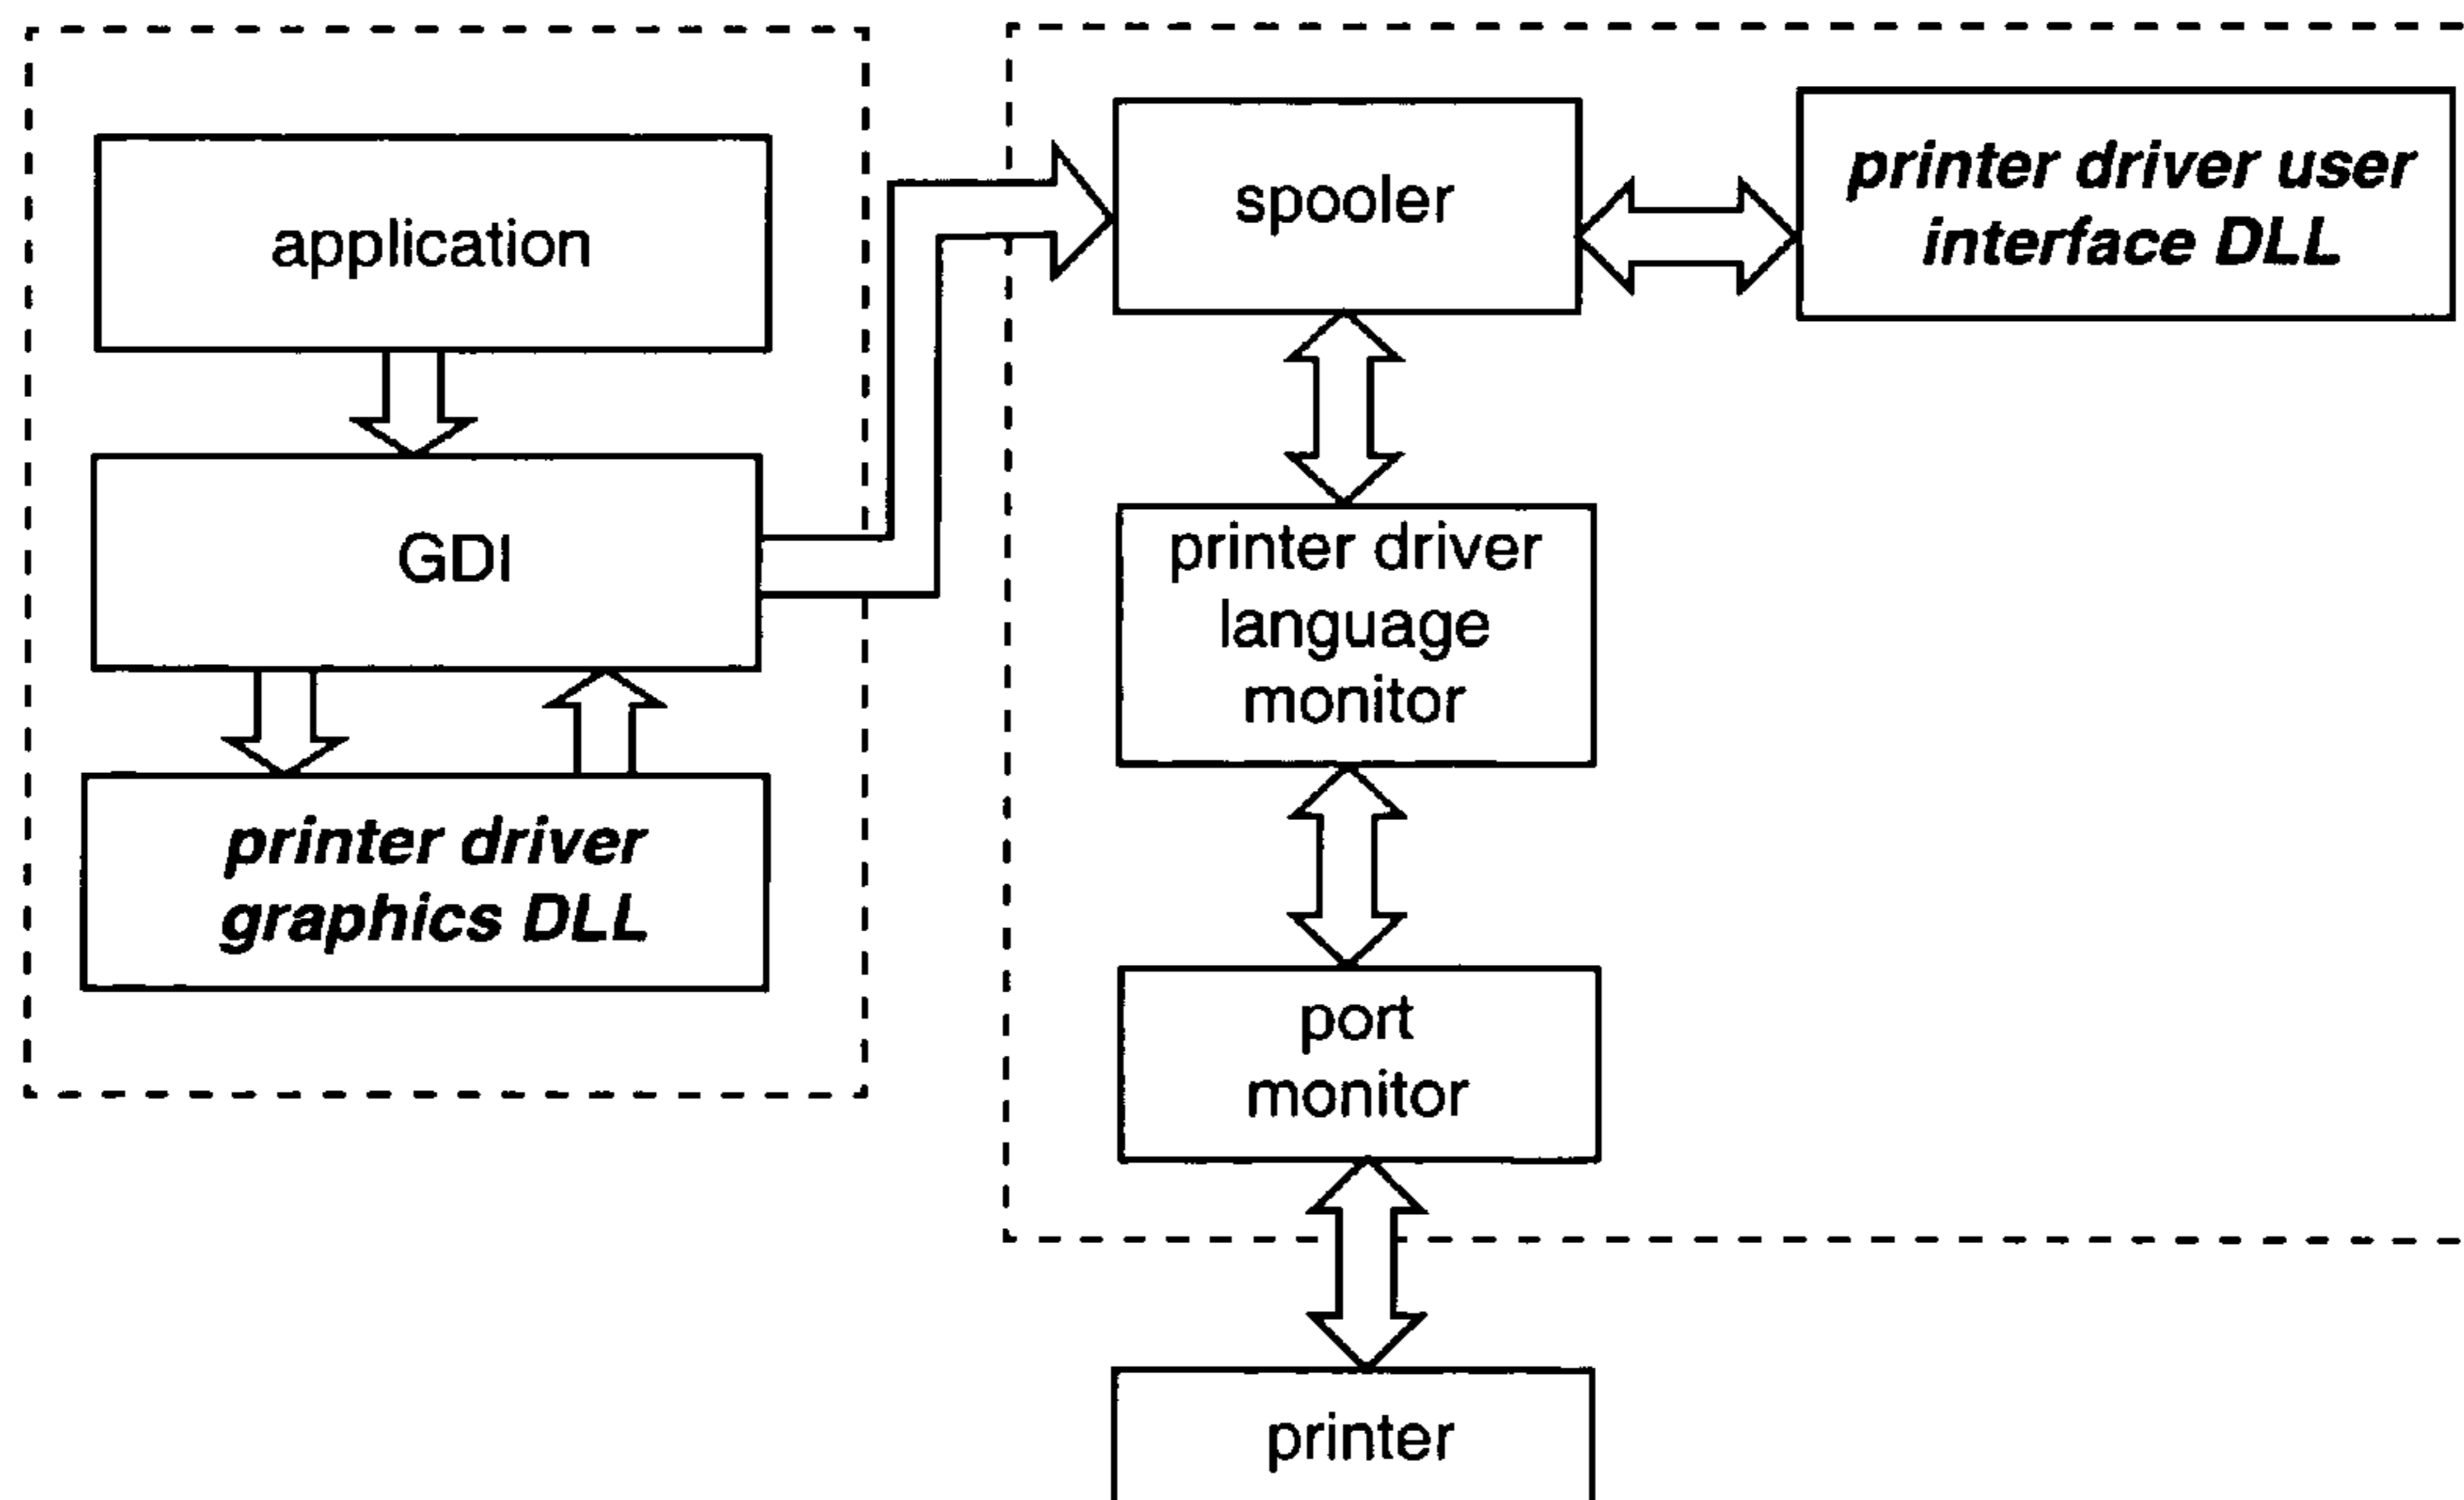 application
GDI
printer driver
graphics DLL
spooler
printer driver user
interface DLL
printer driver
language
monitor
port
monitor
printer